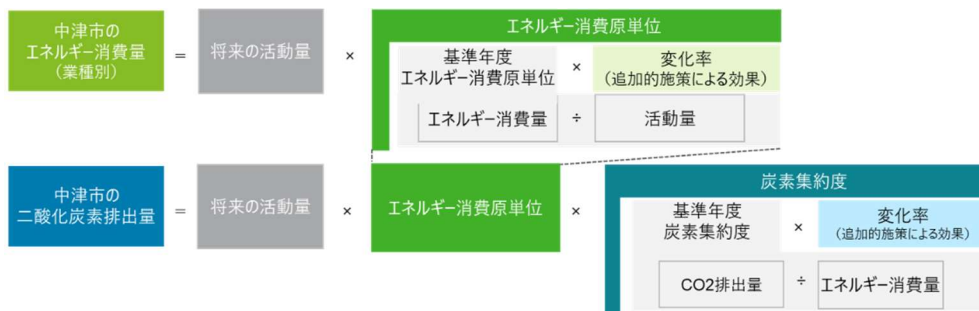 エネルギー消費原単位
中津市の
エネルギー消費量
(業種別)
=
将来の活動量
×
基準年度
エネルギー消費原単位
×
変化率
(追加的施策による効果)
エネルギー消費量
÷
活動量
中津市の
二酸化炭素排出量
=
将来の活動量
×
エネルギー消費原単位
×
炭素集約度
基準年度
炭素集約度
×
変化率
(追加的施策による効果)
CO2排出量
÷
エネルギー消費量